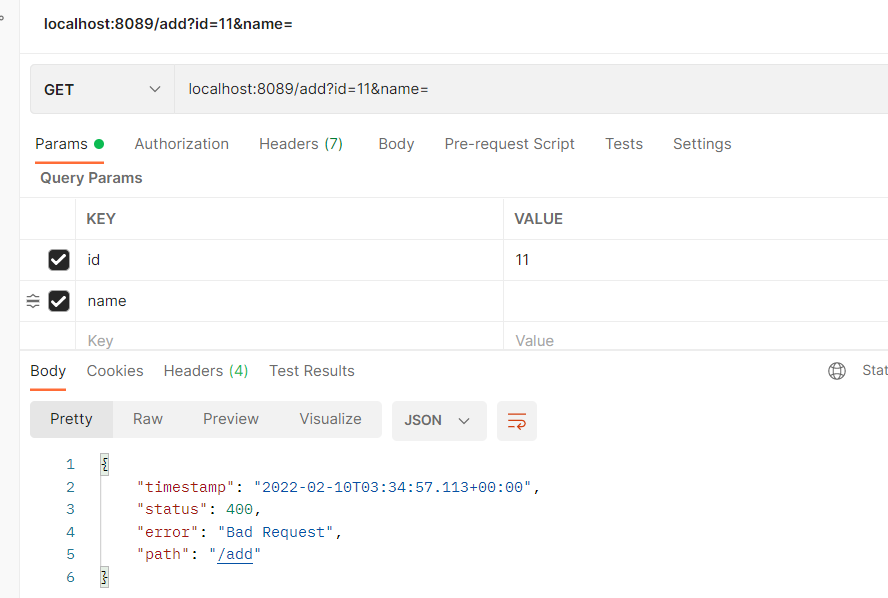 localhost:8089/add?id=11&name=
GET localhost:8089/add?id=11&name=
Params Authorization Headers (7) Body Pre-request Script Tests Settings
Query Params
KEY VALUE
id 11
name
Key Value
Body Cookies Headers (4) Test Results
Pretty Raw Preview Visualize JSON
1 {
2 "timestamp": "2022-02-10T03:34:57.113+00:00",
3 "status": 400,
4 "error": "Bad Request",
5 "path": "/add"
6 }